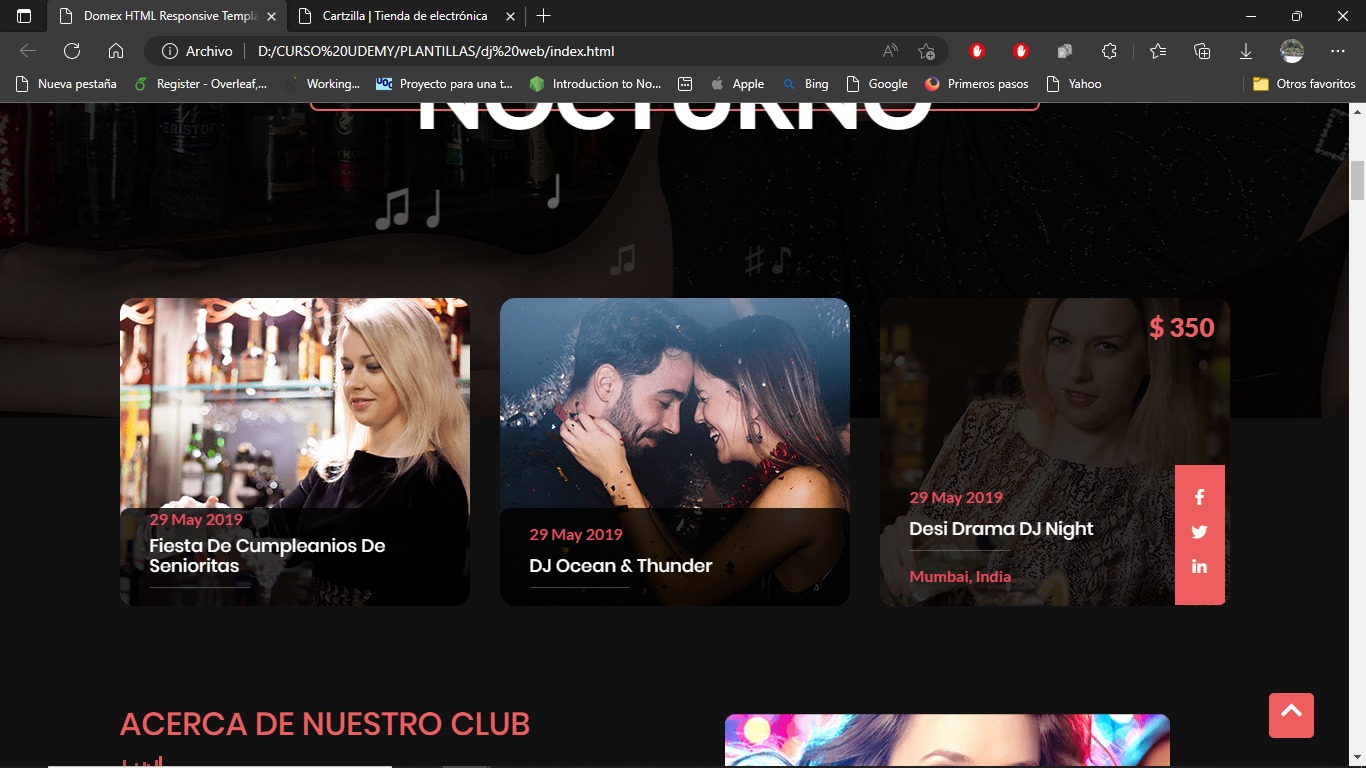 Domex HTML Responsive Templa
Cartzilla | Tienda de electrónica
Archivo
D:/CURSO%20UDEMY/PLANTILLAS/dj%20web/index.html
Nueva pestaña
Register - Overleaf,...
Working...
Proyecto para una t...
Introduction to No...
Apple
Bing
Google
Primeros pasos
Yahoo
Otros favoritos
NOCTURNO
$ 350
29 May 2019
Fiesta De Cumpleanios De
Senioritas
29 May 2019
DJ Ocean & Thunder
29 May 2019
Desi Drama DJ Night
Mumbai, India
ACERCA DE NUESTRO CLUB